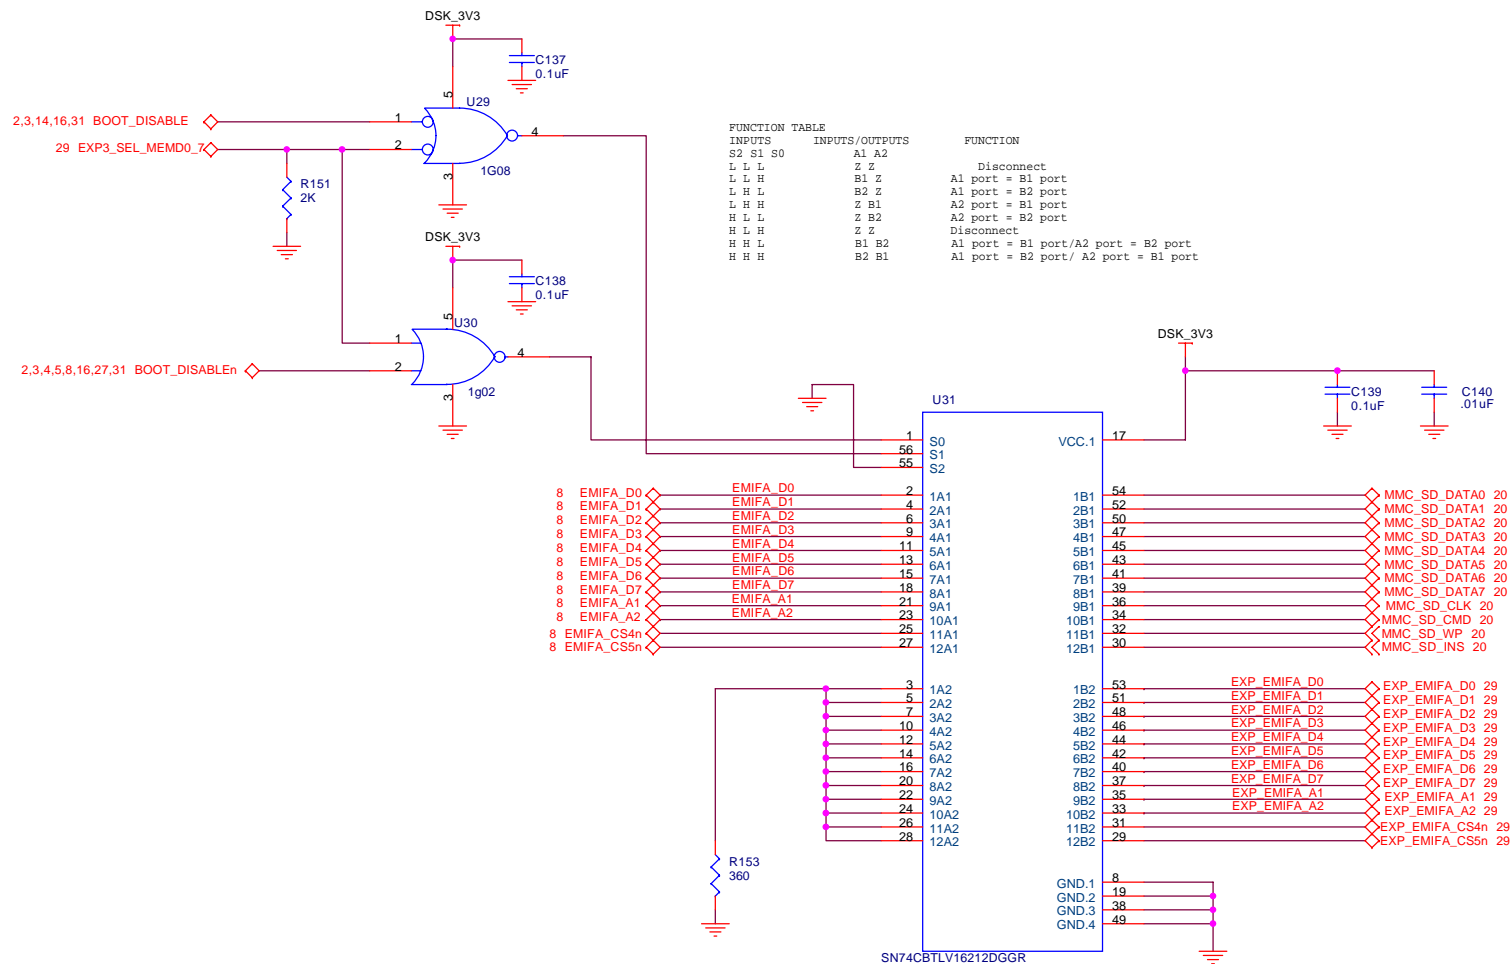 DSK_3V3
C137
0.1uF
5
U29
2,3,14,16,31 BOOT_DISABLE
1
4
29 EXP3_SEL_MEMD0_7
2
3
1G08
R151
2K
FUNCTION TABLE
INPUTS INPUTS/OUTPUTS FUNCTION
S2 S1 S0 A1 A2
L L L Z Z Disconnect
L L H B1 Z A1 port = B1 port
L H L B2 Z A1 port = B2 port
L H H Z B1 A2 port = B1 port
H L L Z B2 A2 port = B2 port
H L H Z Z Disconnect
H H L B1 B2 A1 port = B1 port/A2 port = B2 port
H H H B2 B1 A1 port = B2 port/ A2 port = B1 port
DSK_3V3
C138
0.1uF
5
U30
1
4
2,3,4,5,8,16,27,31 BOOT_DISABLEn
2
3
1g02
DSK_3V3
C139
0.1uF
C140
.01uF
U31
1 S0 VCC.1 17
56 S1
55 S2
8 EMIFA_D0 EMIFA_D0 2 1A1 1B1 54 MMC_SD_DATA0 20
8 EMIFA_D1 EMIFA_D1 4 2A1 2B1 52 MMC_SD_DATA1 20
8 EMIFA_D2 EMIFA_D2 6 3A1 3B1 50 MMC_SD_DATA2 20
8 EMIFA_D3 EMIFA_D3 9 4A1 4B1 47 MMC_SD_DATA3 20
8 EMIFA_D4 EMIFA_D4 11 5A1 5B1 45 MMC_SD_DATA4 20
8 EMIFA_D5 EMIFA_D5 13 6A1 6B1 43 MMC_SD_DATA5 20
8 EMIFA_D6 EMIFA_D6 15 7A1 7B1 41 MMC_SD_DATA6 20
8 EMIFA_D7 EMIFA_D7 18 8A1 8B1 39 MMC_SD_DATA7 20
8 EMIFA_A1 EMIFA_A1 21 9A1 9B1 36 MMC_SD_CLK 20
8 EMIFA_A2 EMIFA_A2 23 10A1 10B1 34 MMC_SD_CMD 20
8 EMIFA_CS4n 25 11A1 11B1 32 MMC_SD_WP 20
8 EMIFA_CS5n 27 12A1 12B1 30 MMC_SD_INS 20
3 1A2 1B2 53 EXP_EMIFA_D0 EXP_EMIFA_D0 29
5 2A2 2B2 51 EXP_EMIFA_D1 EXP_EMIFA_D1 29
7 3A2 3B2 48 EXP_EMIFA_D2 EXP_EMIFA_D2 29
10 4A2 4B2 46 EXP_EMIFA_D3 EXP_EMIFA_D3 29
12 5A2 5B2 44 EXP_EMIFA_D4 EXP_EMIFA_D4 29
14 6A2 6B2 42 EXP_EMIFA_D5 EXP_EMIFA_D5 29
16 7A2 7B2 40 EXP_EMIFA_D6 EXP_EMIFA_D6 29
20 8A2 8B2 37 EXP_EMIFA_D7 EXP_EMIFA_D7 29
22 9A2 9B2 35 EXP_EMIFA_A1 EXP_EMIFA_A1 29
24 10A2 10B2 33 EXP_EMIFA_A2 EXP_EMIFA_A2 29
26 11A2 11B2 31 EXP_EMIFA_CS4n 29
28 12A2 12B2 29 EXP_EMIFA_CS5n 29
R153
360
GND.1 8
GND.2 19
GND.3 38
GND.4 49
SN74CBTLV16212DGGR